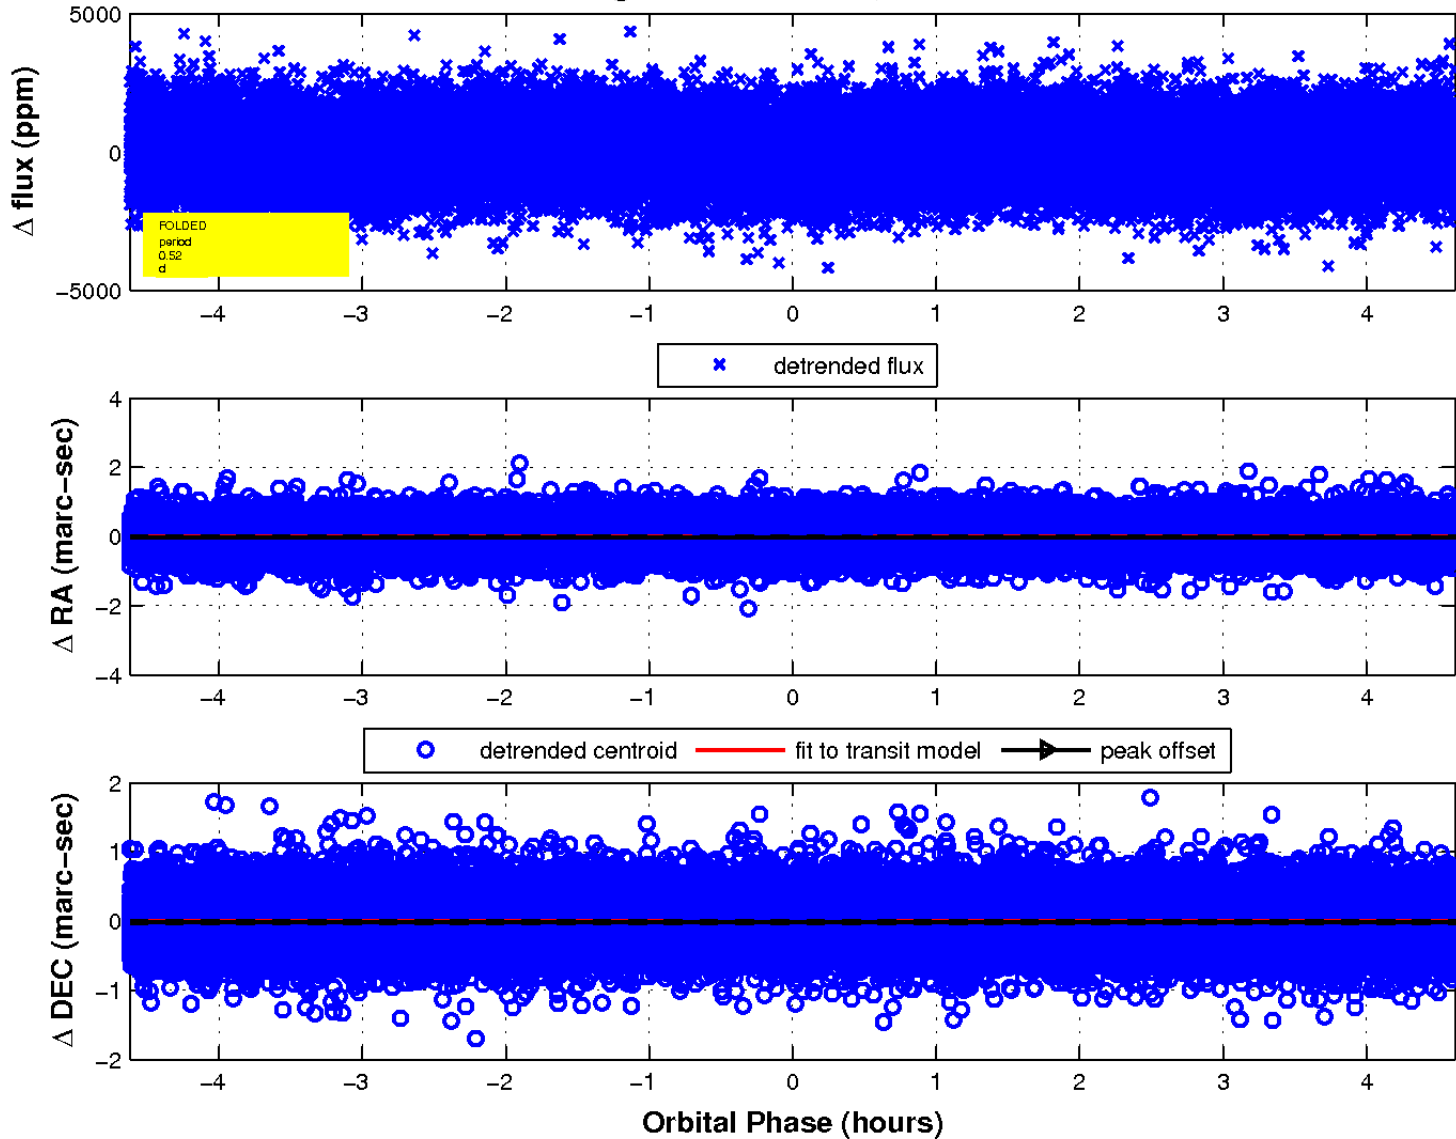 5000
0
−5000
Δ flux (ppm)
FOLDED
period
0.52
d
−4 −3 −2 −1 0 1 2 3 4
detrended flux
4
2
0
−2
−4
Δ RA (marc−sec)
−4 −3 −2 −1 0 1 2 3 4
detrended centroid fit to transit model peak offset
2
1
0
−1
−2
Δ DEC (marc−sec)
−4 −3 −2 −1 0 1 2 3 4
Orbital Phase (hours)